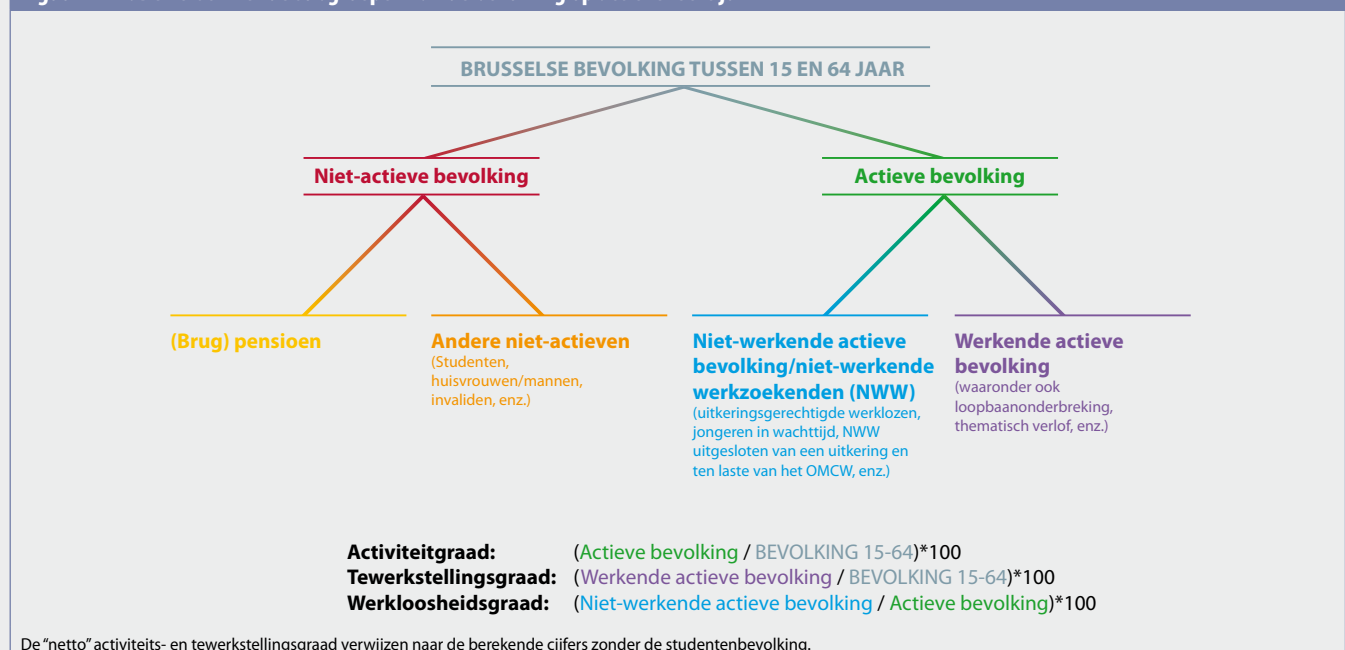 BRUSSELSE BEVOLKING TUSSEN 15 EN 64 JAAR
Niet-actieve bevolking
Actieve bevolking
(Brug) pensioen
Andere niet-actieven
(Studenten,
huisvrouwen/mannen,
invaliden, enz.)
Niet-werkende actieve
bevolking/niet-werkende
werkzoekenden (NWW)
(uitkeringsgerechtigde werklozen,
jongeren in wachttijd, NWW
uitgesloten van een uitkering en
ten laste van het OMCW, enz.)
Werkende actieve
bevolking
(waaronder ook
loopbaanonderbreking,
thematisch verlof, enz.)
Activiteitgraad: (Actieve bevolking / BEVOLKING 15-64)*100
Tewerkstellingsgraad: (Werkende actieve bevolking / BEVOLKING 15-64)*100
Werkloosheidsgraad: (Niet-werkende actieve bevolking / Actieve bevolking)*100
De "netto" activiteits- en tewerkstellingsgraad verwijzen naar de berekende cijfers zonder de studentenbevolking.